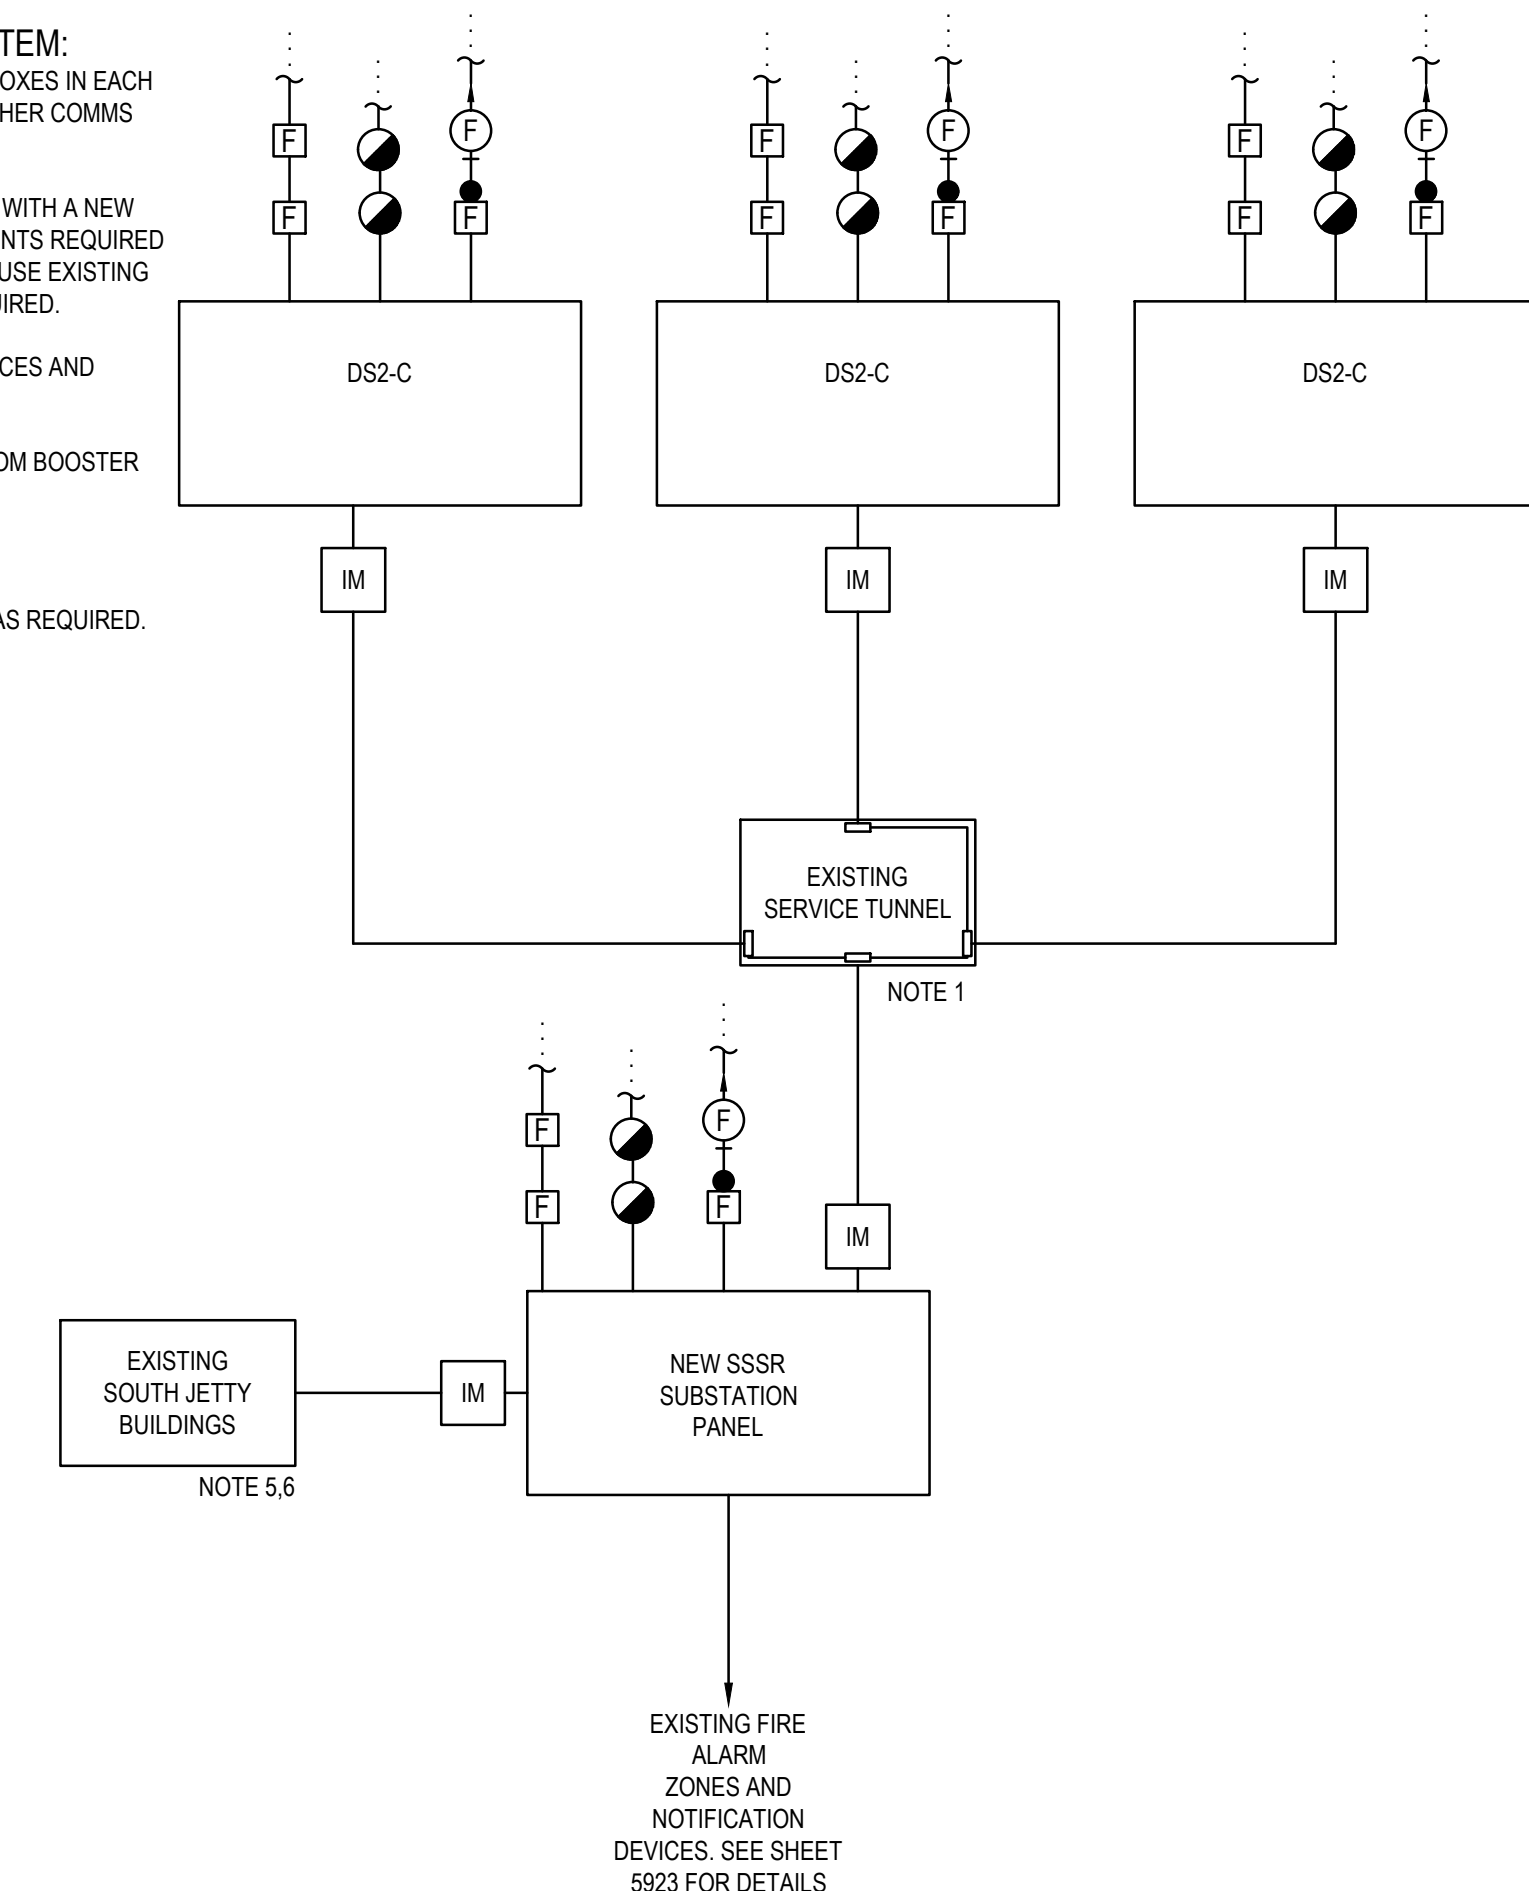 TEM:
OXES IN EACH
HER COMMS
WITH A NEW
NTS REQUIRED
USE EXISTING
UIRED.
CES AND
OM BOOSTER
AS REQUIRED.
F
F
F
F
F
F
F
F
F
F
F
F
DS2-C
DS2-C
DS2-C
IM
IM
IM
EXISTING
SERVICE TUNNEL
NOTE 1
F
F
F
F
IM
EXISTING
SOUTH JETTY
BUILDINGS
IM
NEW SSSR
SUBSTATION
PANEL
NOTE 5,6
EXISTING FIRE
ALARM
ZONES AND
NOTIFICATION
DEVICES. SEE SHEET
5923 FOR DETAILS